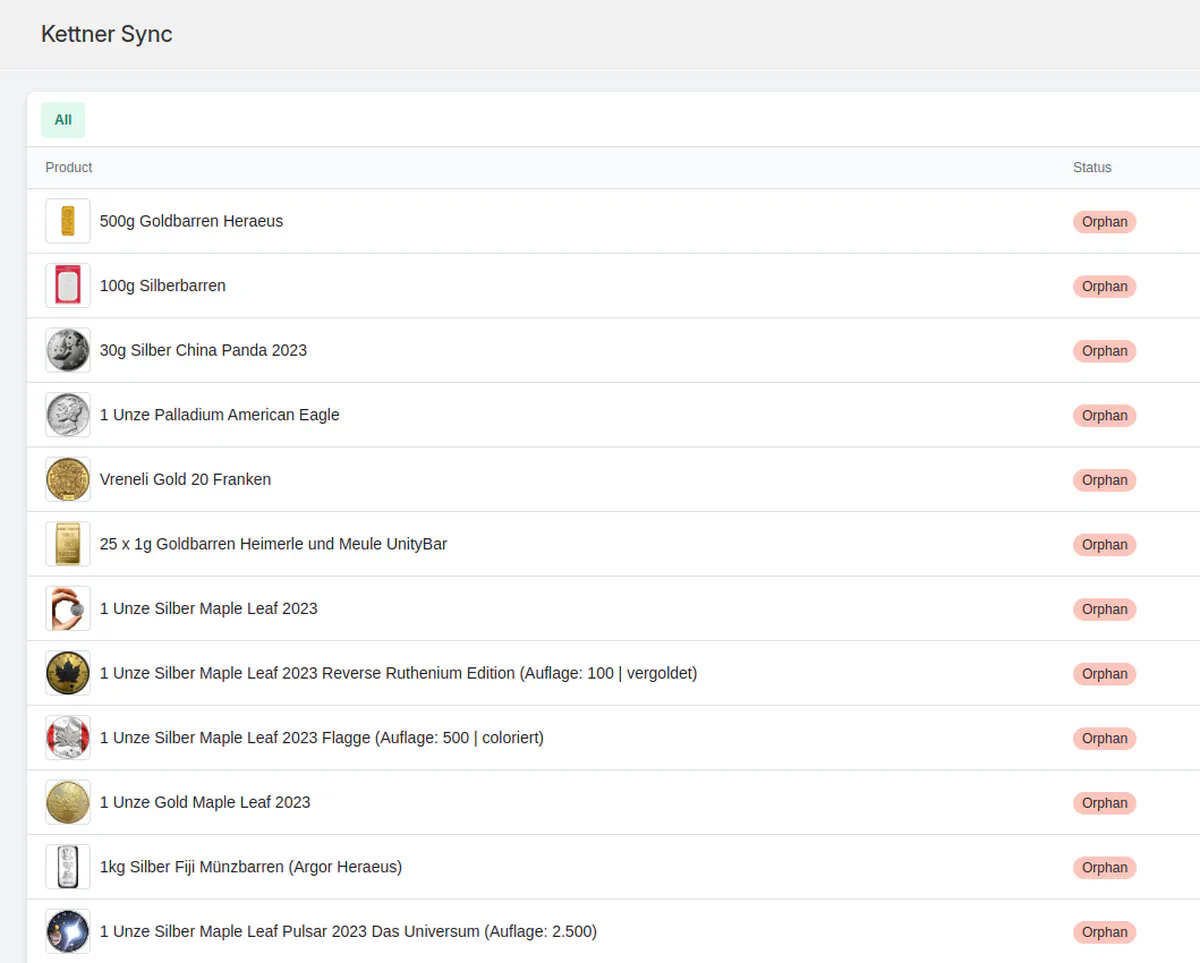 Kettner Sync
All
Product Status
500g Goldbarren Heraeus Orphan
100g Silberbarren Orphan
30g Silber China Panda 2023 Orphan
1 Unze Palladium American Eagle Orphan
Vreneli Gold 20 Franken Orphan
25 x 1g Goldbarren Heimerle und Meule UnityBar Orphan
1 Unze Silber Maple Leaf 2023 Orphan
1 Unze Silber Maple Leaf 2023 Reverse Ruthenium Edition (Auflage: 100 | vergoldet) Orphan
1 Unze Silber Maple Leaf 2023 Flagge (Auflage: 500 | coloriert) Orphan
1 Unze Gold Maple Leaf 2023 Orphan
1kg Silber Fiji Münzbarren (Argor Heraeus) Orphan
1 Unze Silber Maple Leaf Pulsar 2023 Das Universum (Auflage: 2.500) Orphan